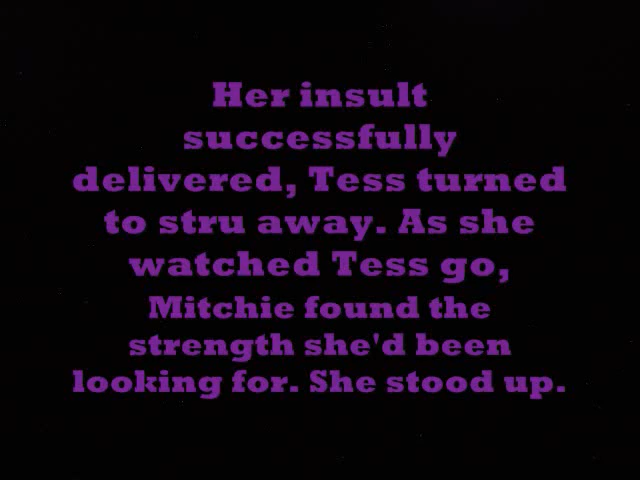 Her insult
successfully
delivered, Tess turned
to stru away. As she
watched Tess go,
Mitchie found the
strength she'd been
looking for. She stood up.